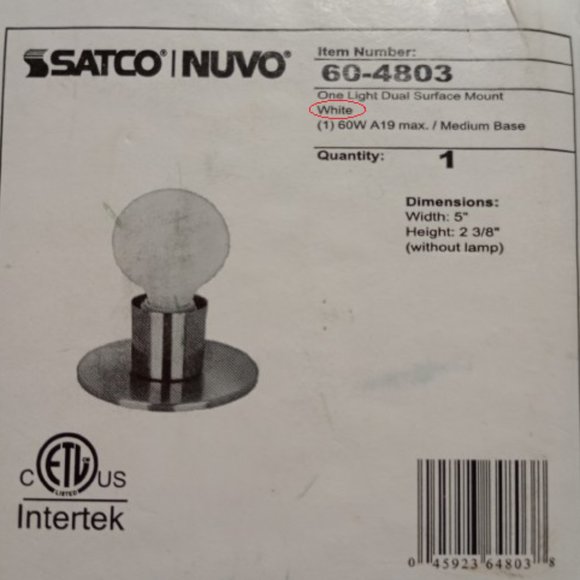 SATCO® | NUVO®
Item Number:
60-4803
One Light Dual Surface Mount
White
(1) 60W A19 max. / Medium Base
Quantity: 1
Dimensions:
Width: 5"
Height: 2 3/8"
(without lamp)
C ETL US
LISTED
Intertek
0 45923 64803 8